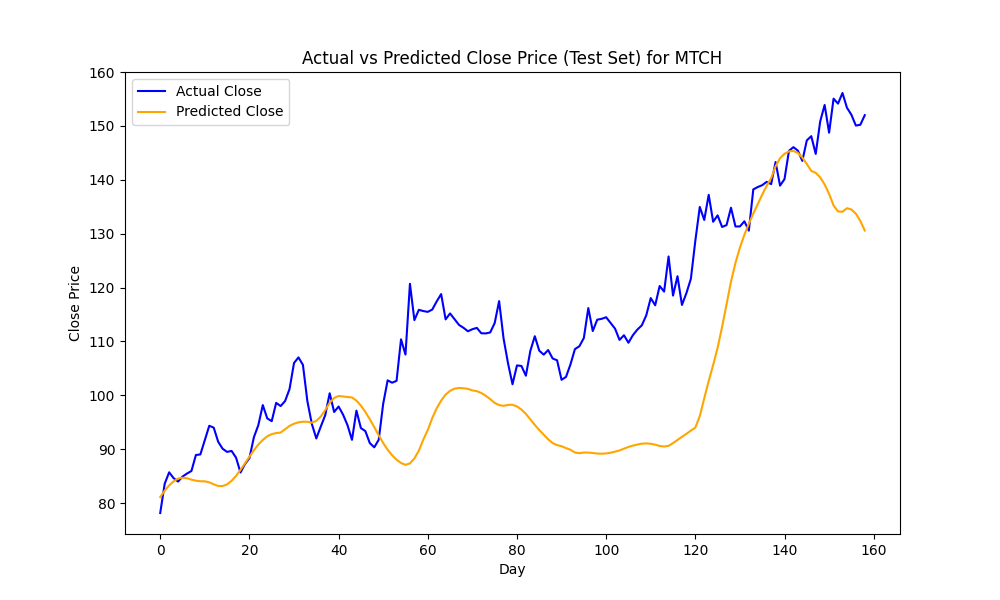 Actual vs Predicted Close Price (Test Set) for MTCH
Actual Close
Predicted Close
Close Price
160
150
140
130
120
110
100
90
80
0 20 40 60 80 100 120 140 160
Day